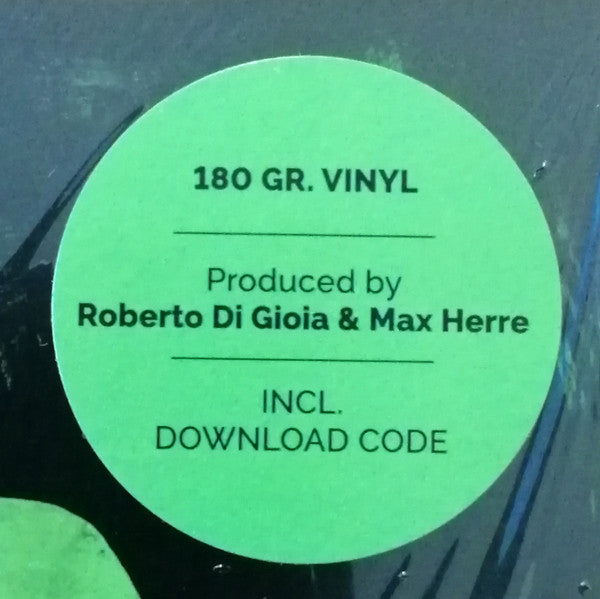 180 GR. VINYL
Produced by
Roberto Di Gioia & Max Herre
INCL.
DOWNLOAD CODE